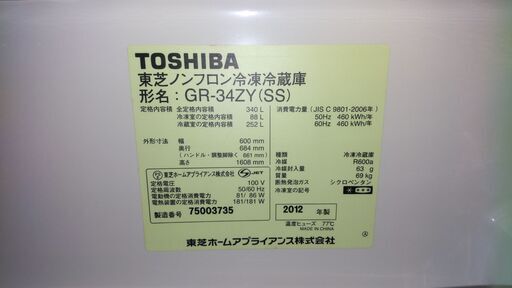 TOSHIBA
東芝ノンフロン冷凍冷蔵庫
形名：GR-34ZY(SS)
定格内容積 全定格内容積 340 L
冷凍室の定格内容積 88 L
冷蔵室の定格内容積 252 L
外形寸法 幅 600 mm
奥行 684 mm
(ハンドル・調整脚除く 661 mm)
高さ 1608 mm
東芝ホームアプライアンス株式会社 JET
定格電圧 100 V
定格周波数 50/60 Hz
電動機の定格消費電力 81/ 86 W
電熱装置の定格消費電力 181/181 W
製造番号 75003735
消費電力量 (JIS C 9801-2006年)
50Hz 460 kWh/年
60Hz 460 kWh/年
種類 冷凍冷蔵庫
冷媒 R600a
冷媒封入量 63 g
質量 69 kg
断熱発泡ガス シクロペンタン
冷凍室の記号
2012 年製
温度ヒューズ 77℃
MADE IN CHINA
東芝ホームアプライアンス株式会社